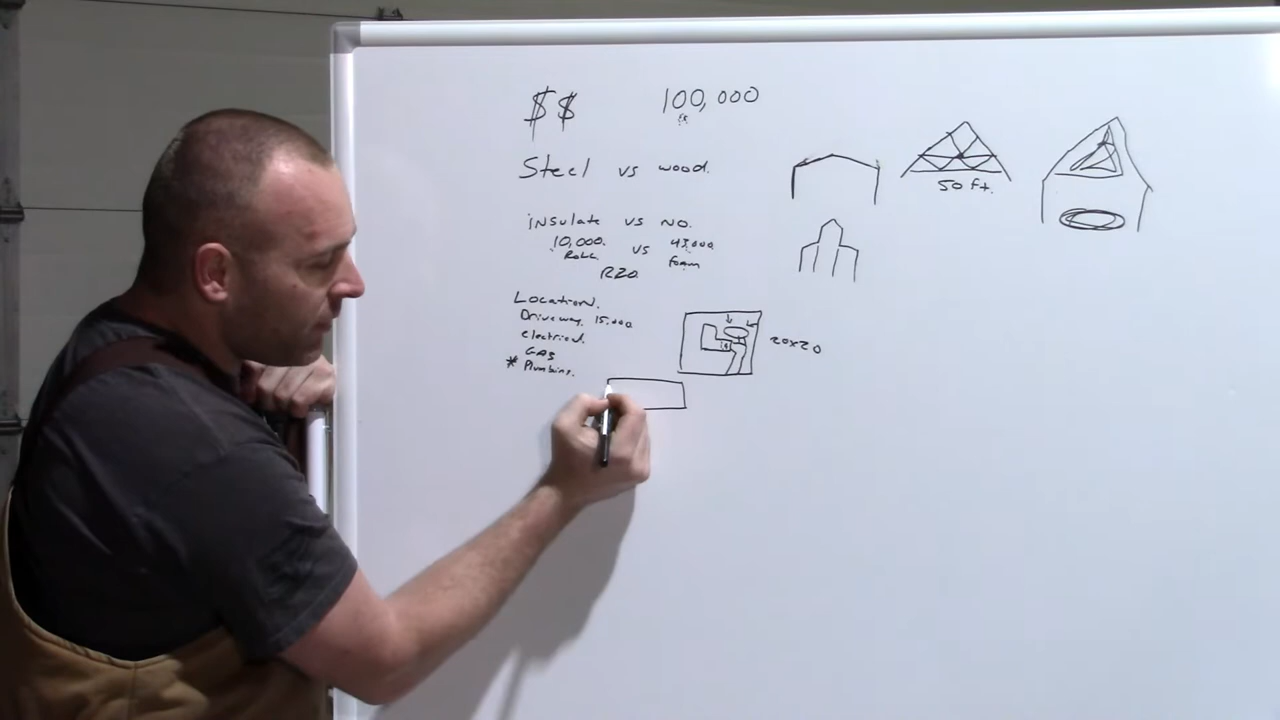 $$ 100,000
Steel vs wood.
insulate vs No.
10,000. vs 45,000
Roll foam
R20.
Location.
Driveway. 15,000
electrical.
GAS
* Plumbing.
50 ft.
20x20